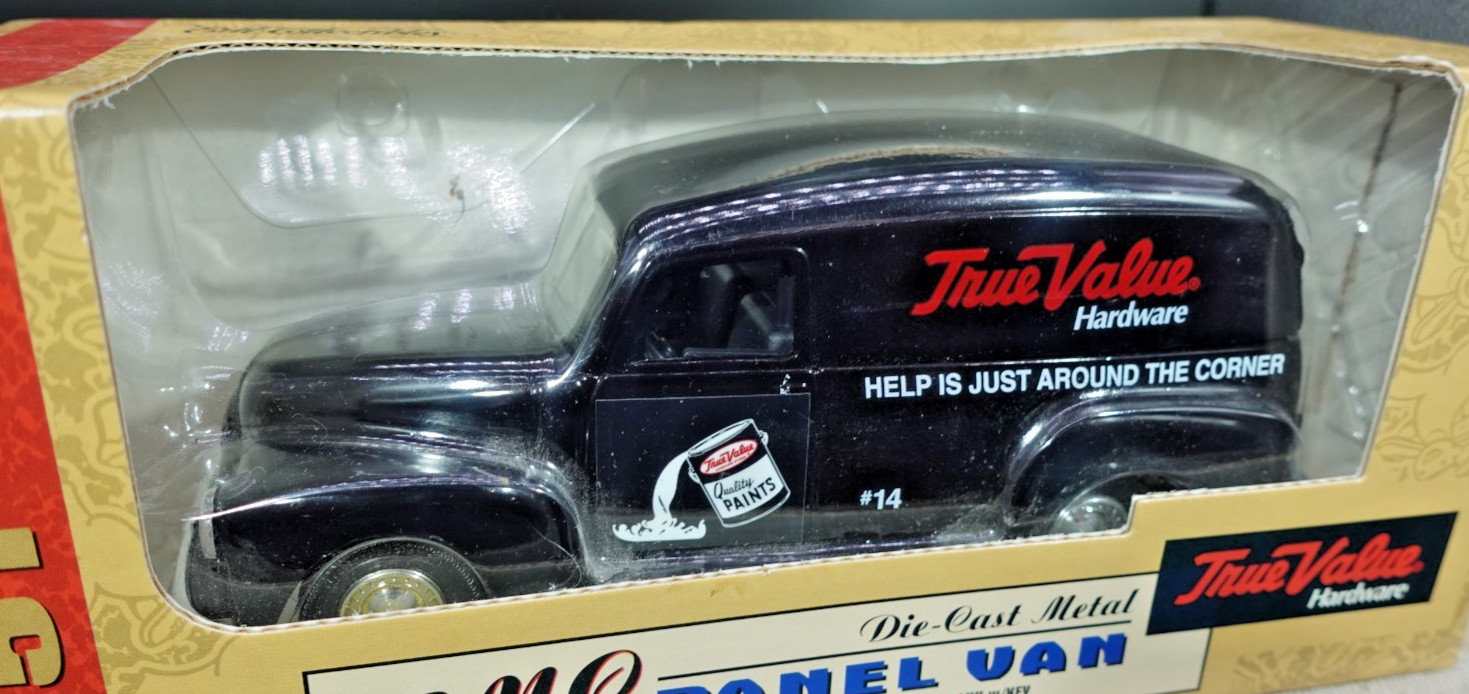 True Value®
Hardware
HELP IS JUST AROUND THE CORNER
True Value
Quality
PAINTS
#14
True Value®
Hardware
Die-Cast Metal
PANEL VAN
W/KEY